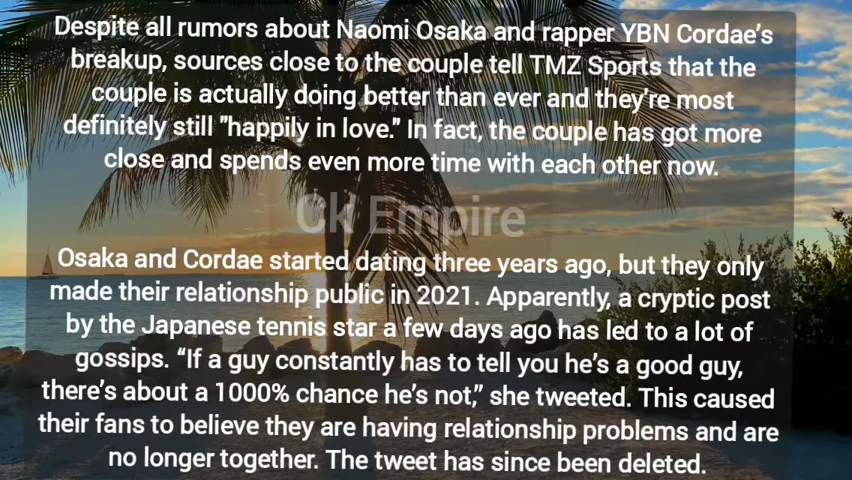 Despite all rumors about Naomi Osaka and rapper YBN Cordae's
breakup, sources close to the couple tell TMZ Sports that the
couple is actually doing better than ever and they're most
definitely still "happily in love." In fact, the couple has got more
close and spends even more time with each other now.
Gk Empire
Osaka and Cordae started dating three years ago, but they only
made their relationship public in 2021. Apparently, a cryptic post
by the Japanese tennis star a few days ago has led to a lot of
gossips. “If a guy constantly has to tell you he’s a good guy,
there’s about a 1000% chance he’s not,” she tweeted. This caused
their fans to believe they are having relationship problems and are
no longer together. The tweet has since been deleted.